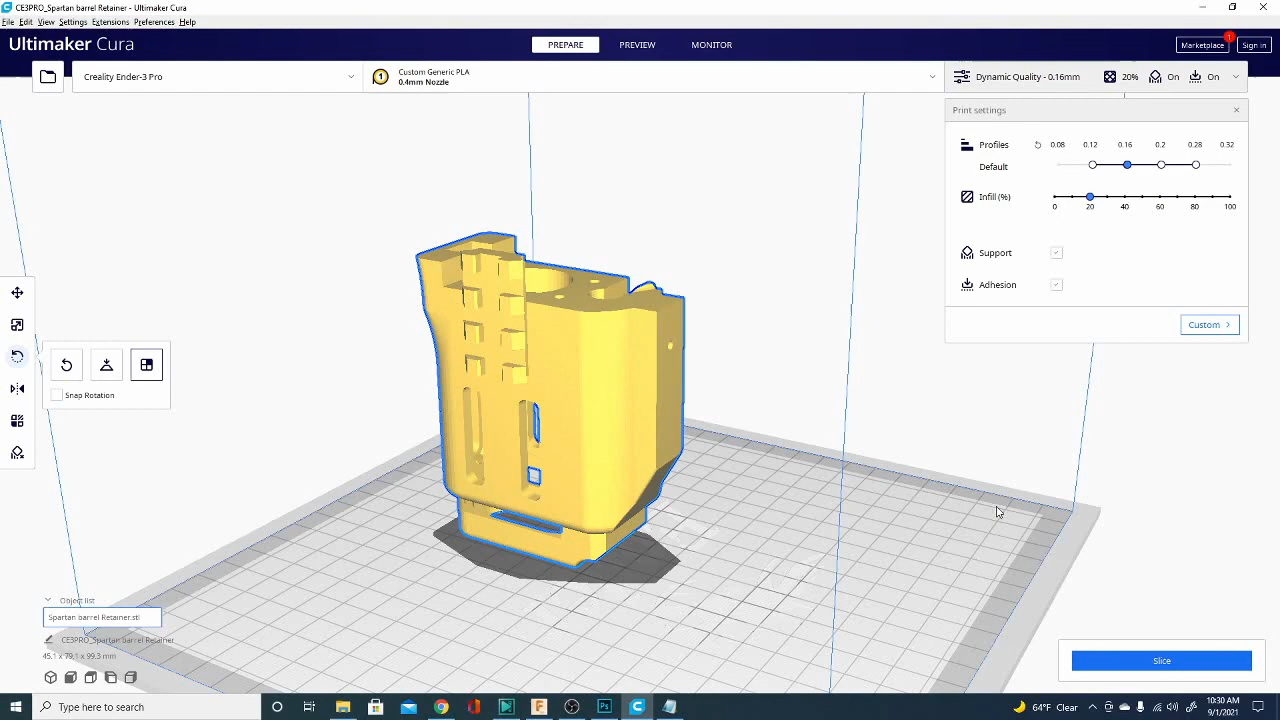 CE3PRO_Spartan barrel Retainer - Ultimaker Cura
File Edit View Settings Extensions Preferences Help
Ultimaker Cura
PREPARE PREVIEW MONITOR
Marketplace 1 Sign in
Creality Ender-3 Pro
1 Custom Generic PLA
0.4mm Nozzle
Dynamic Quality - 0.16mm 20% On On
Print settings
Profiles 0.08 0.12 0.16 0.2 0.28 0.32
Default
Infill (%)
0 20 40 60 80 100
Support
Adhesion
Custom
Snap Rotation
Object list
Spartan barrel Retainer.stl
CE3PRO_Spartan barrel Retainer
45.1 x 79.1 x 99.3 mm
Slice
Type here to search
64°F Clear
10:30 AM
9/1/2021